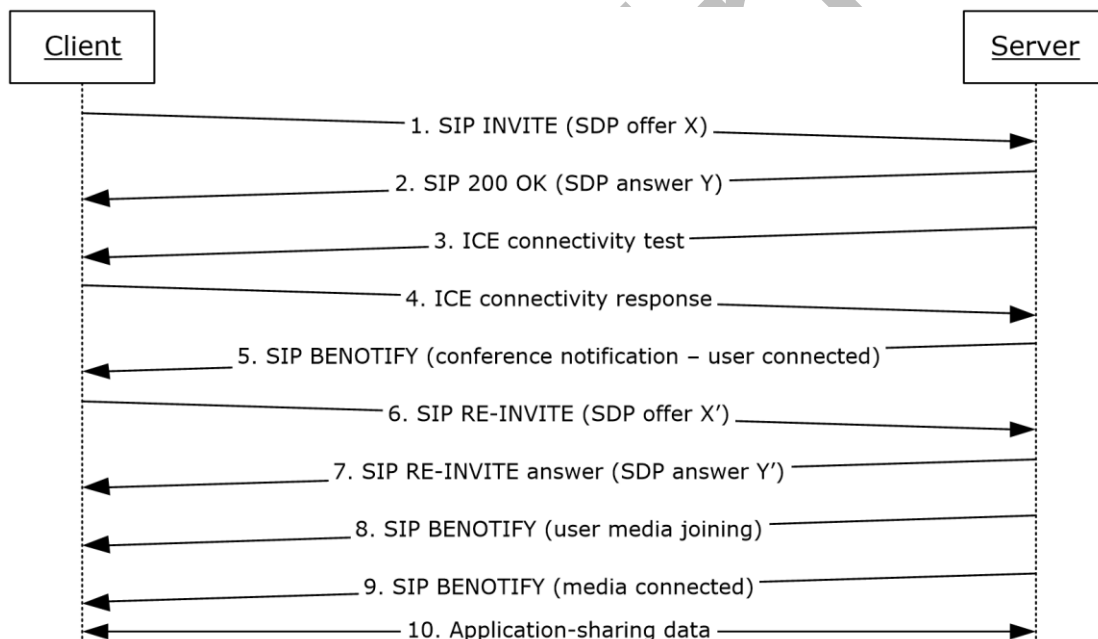 Client
Server
1. SIP INVITE (SDP offer X)
2. SIP 200 OK (SDP answer Y)
3. ICE connectivity test
4. ICE connectivity response
5. SIP BENOTIFY (conference notification – user connected)
6. SIP RE-INVITE (SDP offer X’)
7. SIP RE-INVITE answer (SDP answer Y’)
8. SIP BENOTIFY (user media joining)
9. SIP BENOTIFY (media connected)
10. Application-sharing data